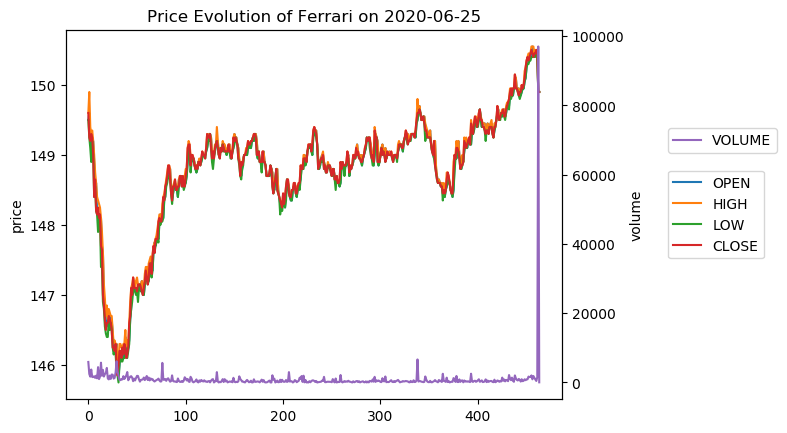 Price Evolution of Ferrari on 2020-06-25
150
149
148
147
146
price
0
100
200
300
400
100000
80000
60000
40000
20000
0
volume
VOLUME
OPEN
HIGH
LOW
CLOSE